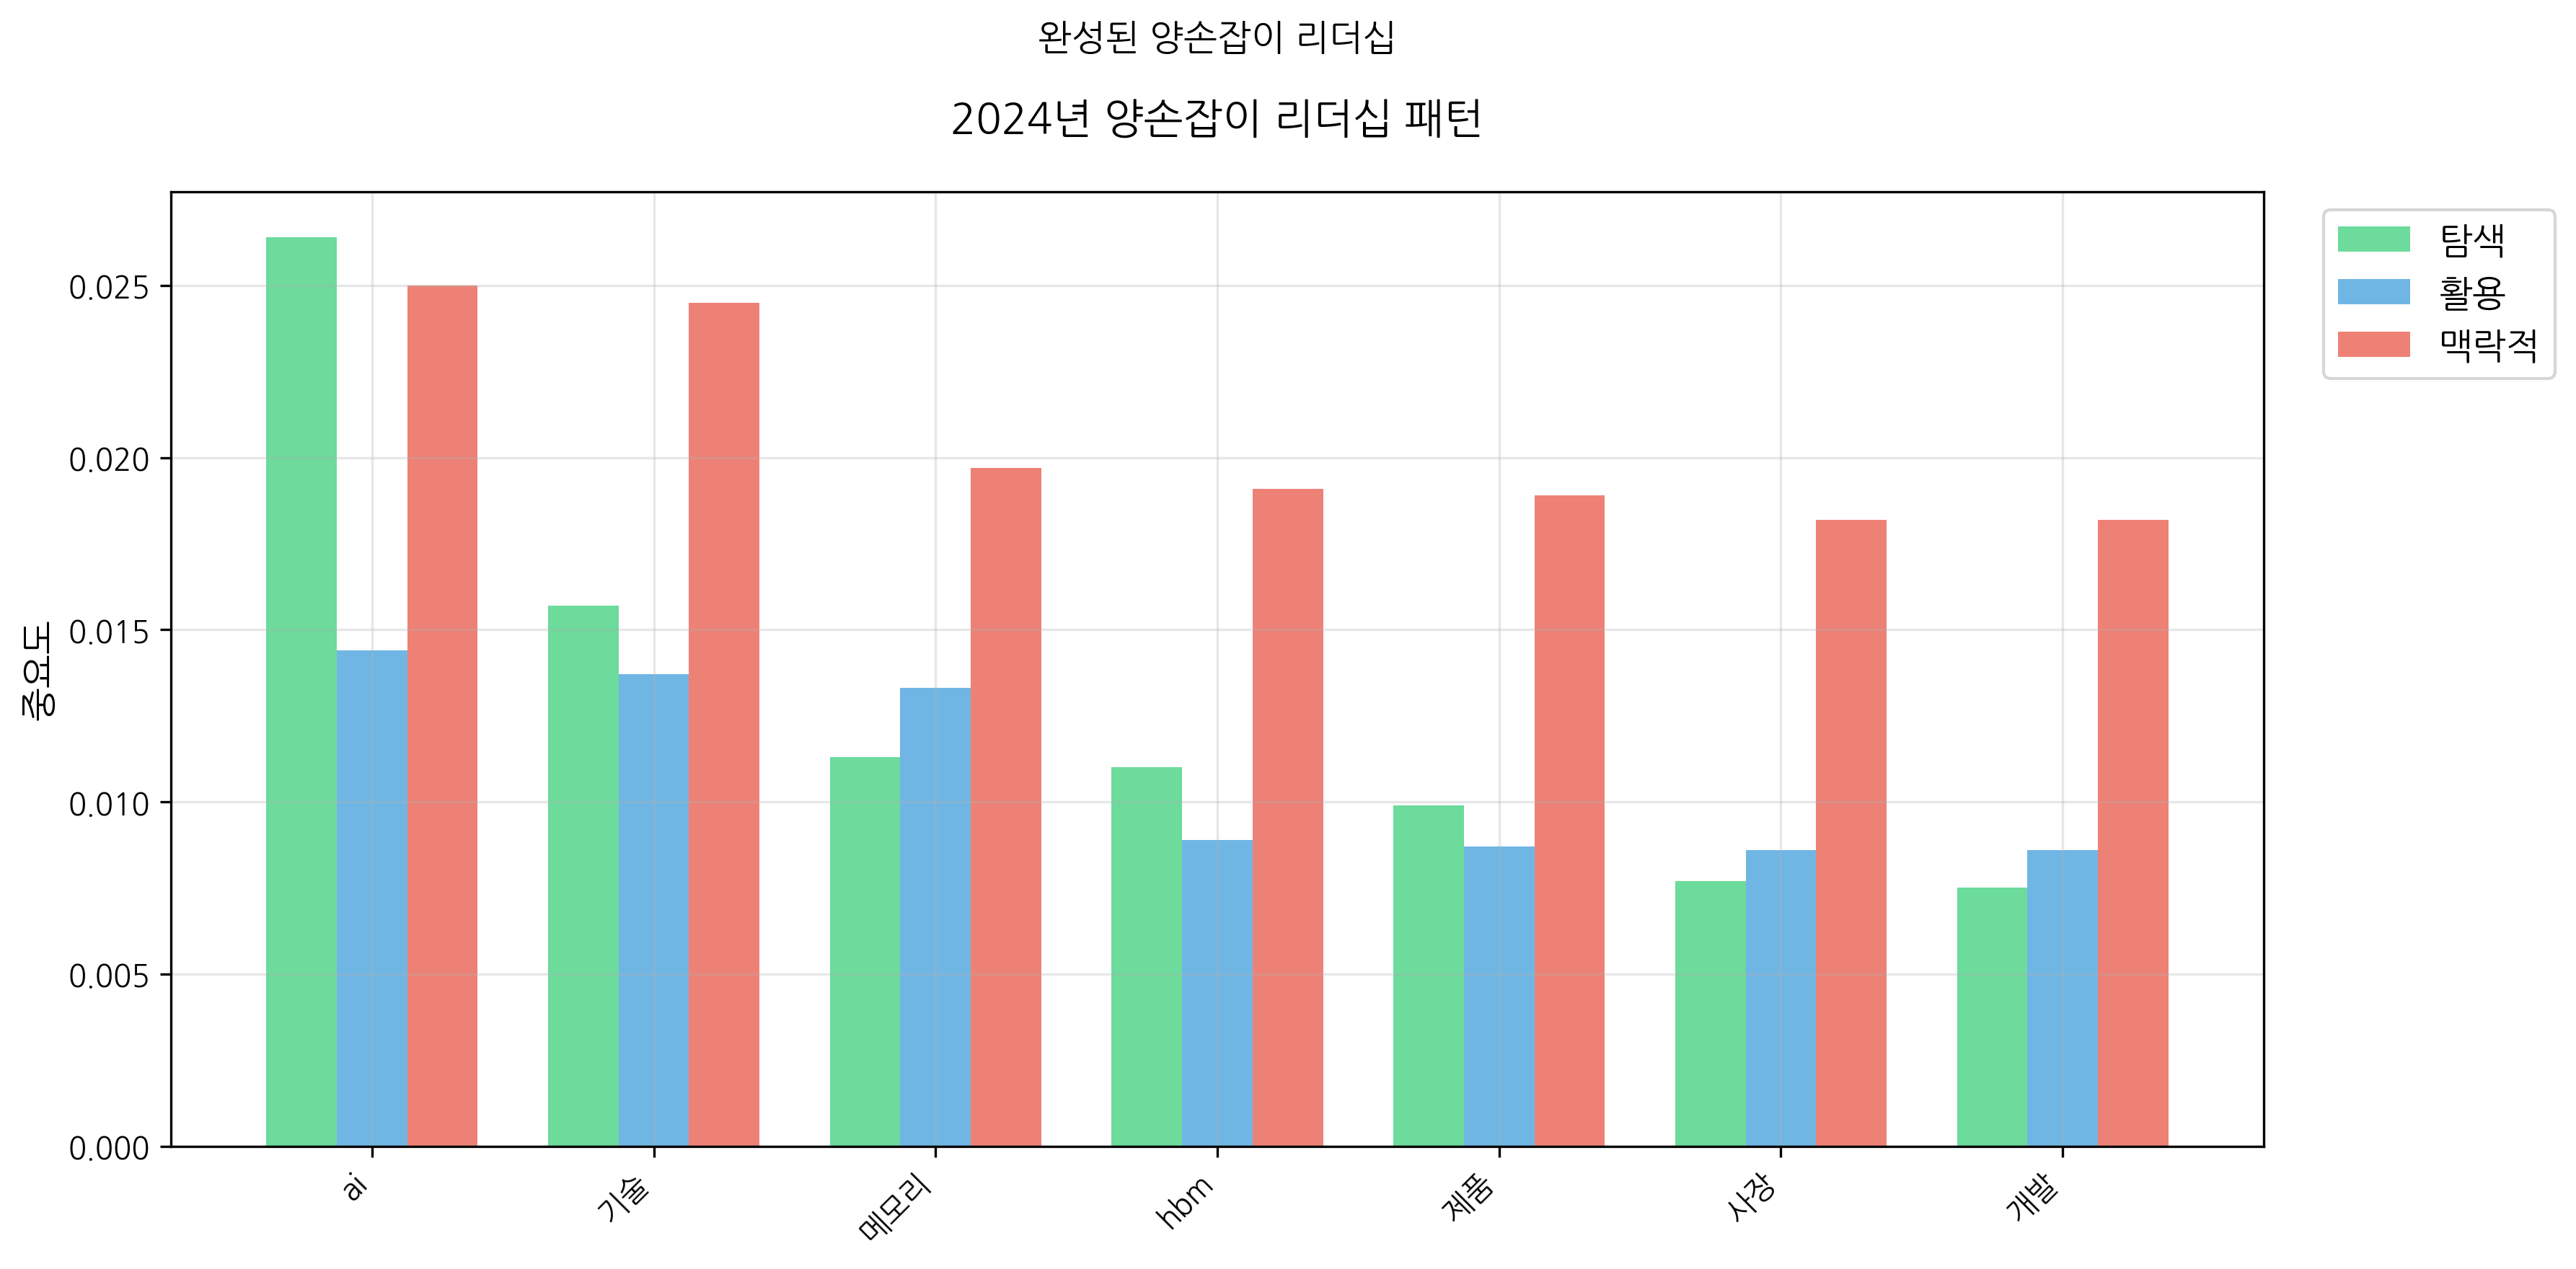 완성된 양손잡이 리더십
2024년 양손잡이 리더십 패턴
탐색
활용
맥락적
중요도
0.025
0.020
0.015
0.010
0.005
0.000
ai
기술
메모리
hbm
제품
사장
개발